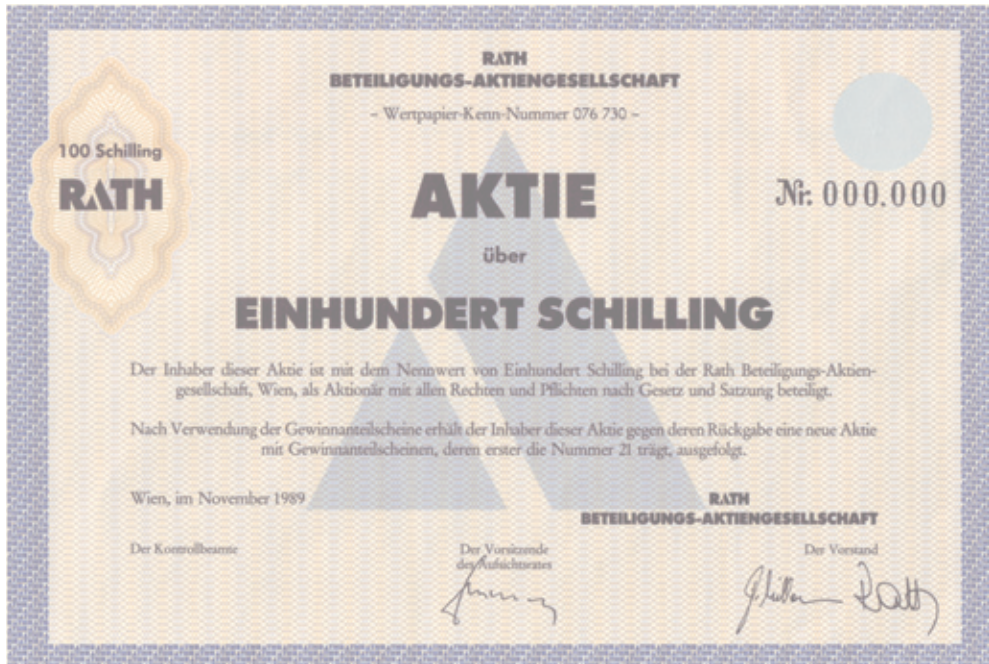 RATH
BETEILIGUNGS-AKTIENGESELLSCHAFT
– Wertpapier-Kenn-Nummer 076 730 –
100 Schilling
RATH
AKTIE
Nr. 000.000
über
EINHUNDERT SCHILLING
Der Inhaber dieser Aktie ist mit dem Nennwert von Einhundert Schilling bei der Rath Beteiligungs-Aktien-
gesellschaft, Wien, als Aktionär mit allen Rechten und Pflichten nach Gesetz und Satzung beteiligt.
Nach Verwendung der Gewinnanteilscheine erhält der Inhaber dieser Aktie gegen deren Rückgabe eine neue Aktie
mit Gewinnanteilscheinen, deren erster die Nummer 21 trägt, ausgefolgt.
Wien, im November 1989
RATH
BETEILIGUNGS-AKTIENGESELLSCHAFT
Der Kontrollbeamte
Der Vorsitzende
des Aufsichtsrates
Der Vorstand
Rath